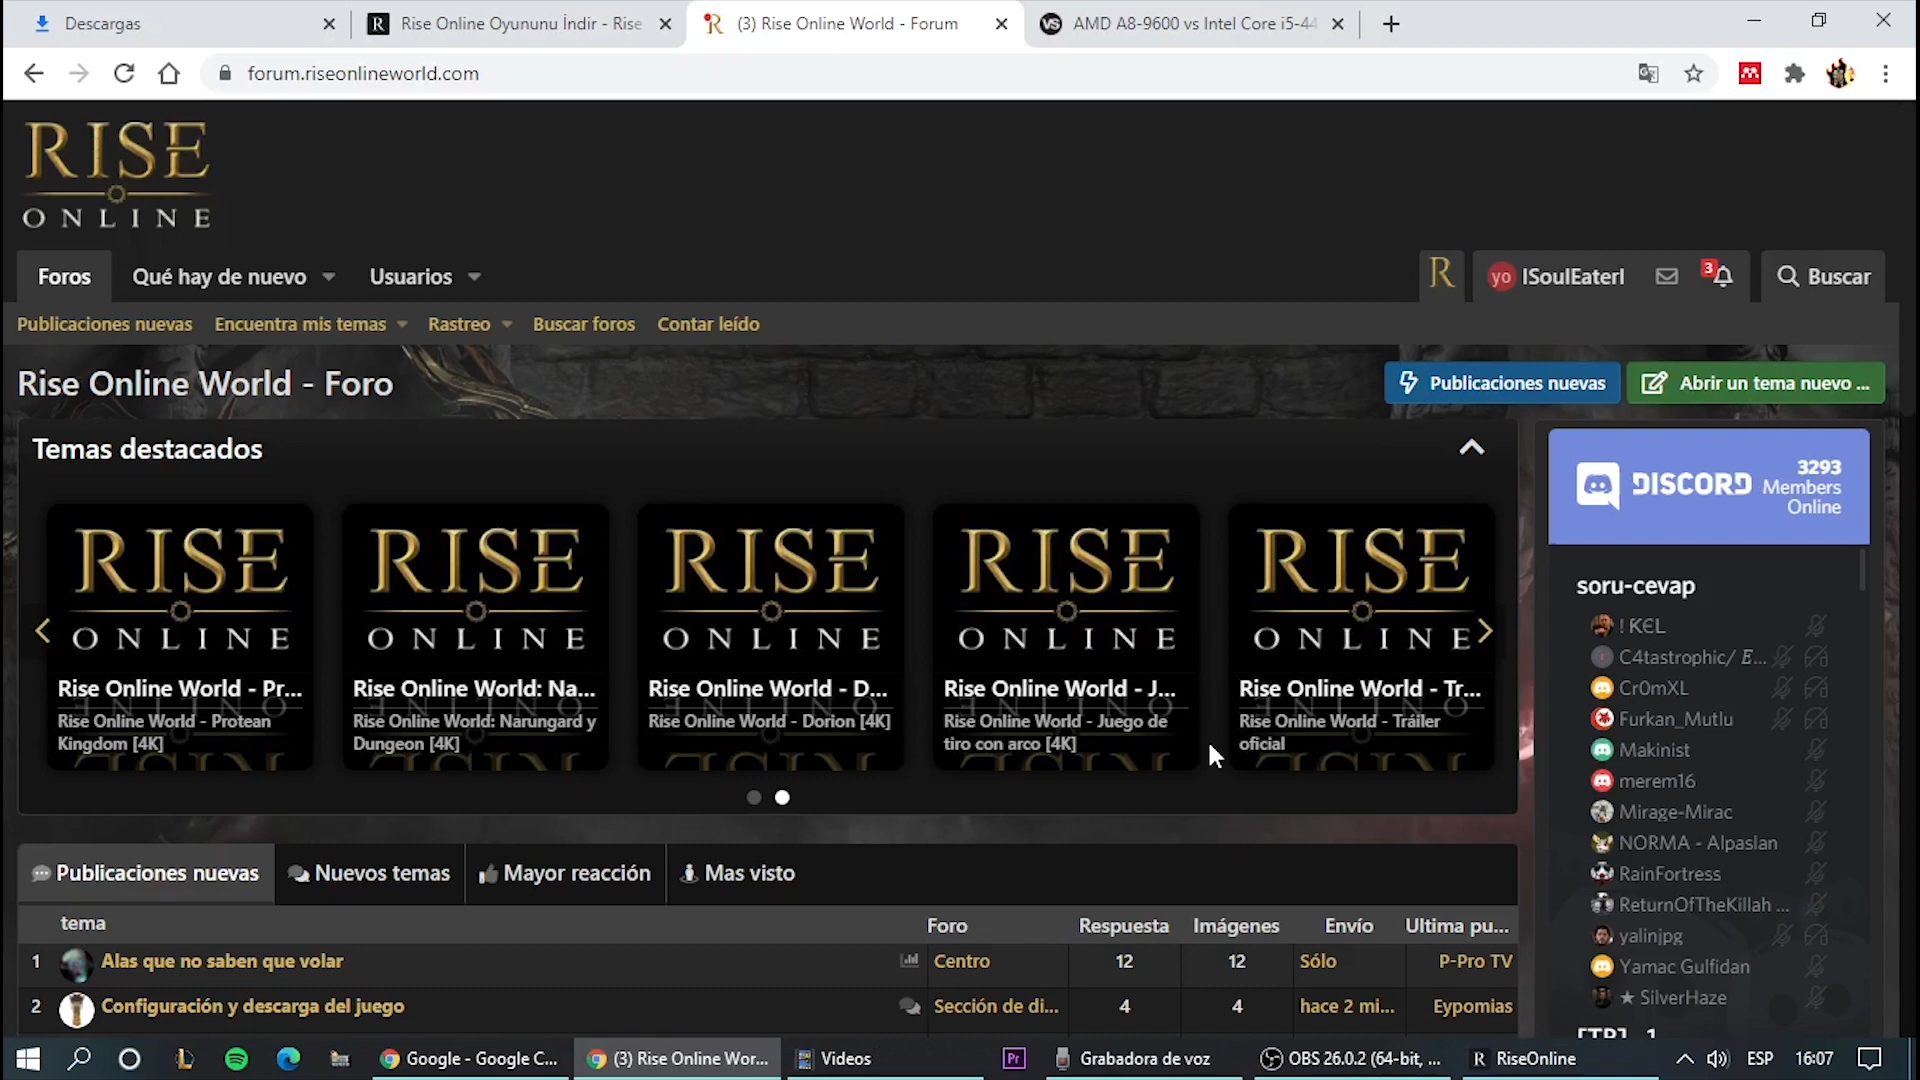 Descargas
Rise Online Oyununu İndir - Rise
(3) Rise Online World - Forum
AMD A8-9600 vs Intel Core i5-44
forum.riseonlineworld.com
RISE
ONLINE
Foros
Qué hay de nuevo
Usuarios
R
yo
ISoulEaterI
3
Buscar
Publicaciones nuevas
Encuentra mis temas
Rastreo
Buscar foros
Contar leído
Rise Online World - Foro
Publicaciones nuevas
Abrir un tema nuevo ...
Temas destacados
RISE
ONLINE
Rise Online World - Pr...
Rise Online World - Protean
Kingdom [4K]
RISE
ONLINE
Rise Online World: Na...
Rise Online World: Narungard y
Dungeon [4K]
RISE
ONLINE
Rise Online World - D...
Rise Online World - Dorion [4K]
RISE
ONLINE
Rise Online World - J...
Rise Online World - Juego de
tiro con arco [4K]
RISE
ONLINE
Rise Online World - Tr...
Rise Online World - Tráiler
oficial
DISCORD
3293
Members
Online
soru-cevap
! KЄL
C4tastrophic/ E...
Cr0mXL
Furkan_Mutlu
Makinist
merem16
Mirage-Mirac
NORMA - Alpaslan
RainFortress
ReturnOfTheKillah ...
yalinjpg
Yamac Gulfidan
★ SilverHaze
[TR] 1
Publicaciones nuevas
Nuevos temas
Mayor reacción
Mas visto
tema Foro Respuesta Imágenes Envío Ultima pu...
1 Alas que no saben que volar Centro 12 12 Sólo P-Pro TV
2 Configuración y descarga del juego Sección de di... 4 4 hace 2 mi... Eypomias
Google - Google C...
(3) Rise Online Wor...
Videos
Pr
Grabadora de voz
OBS 26.0.2 (64-bit, ...
R RiseOnline
ESP
16:07